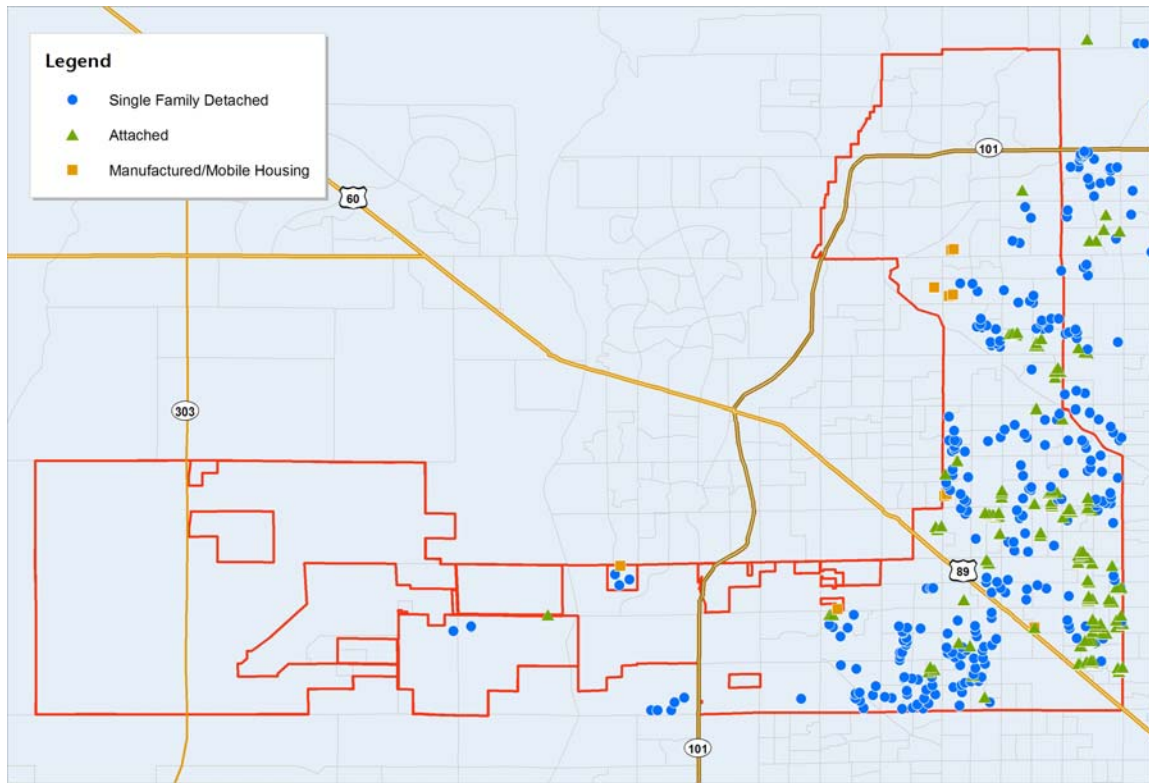 Legend
Single Family Detached
Attached
Manufactured/Mobile Housing
101
60
303
89
101